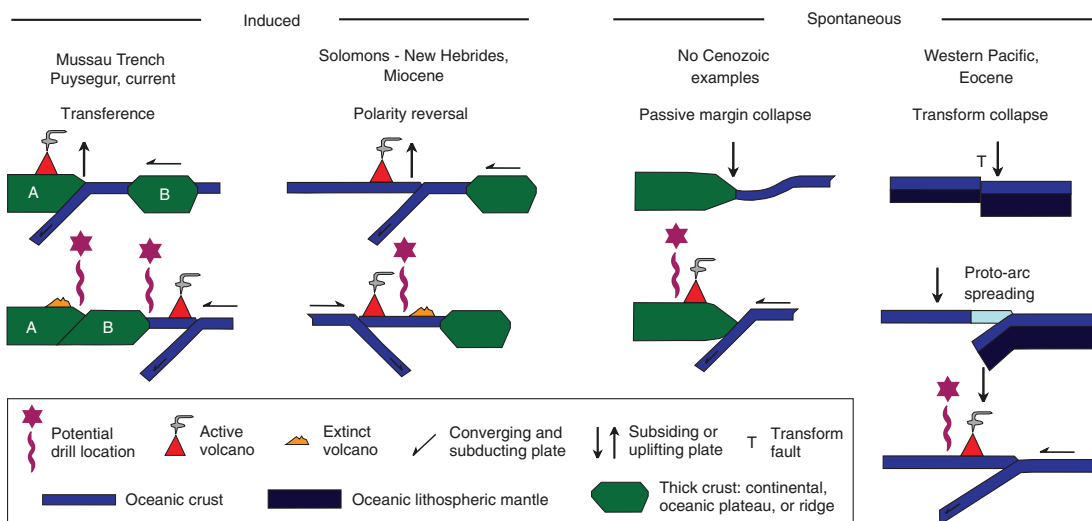 Induced
Spontaneous
Mussau Trench
Puysegur, current
Solomons - New Hebrides,
Miocene
No Cenozoic
examples
Western Pacific,
Eocene
Transference
Polarity reversal
Passive margin collapse
Transform collapse
A
B
T
A
B
Proto-arc
spreading
Potential
drill location
Active
volcano
Extinct
volcano
Converging and
subducting plate
Subsiding or
uplifting plate
T
Transform
fault
Oceanic crust
Oceanic lithospheric mantle
Thick crust: continental,
oceanic plateau, or ridge